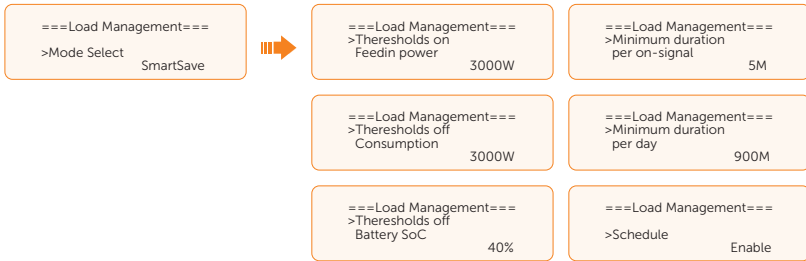 ===Load Management===
>Mode Select
SmartSave
===Load Management===
>Theresholds on
Feedin power
3000W
===Load Management===
>Minimum duration
per on-signal
5M
===Load Management===
>Theresholds off
Consumption
3000W
===Load Management===
>Minimum duration
per day
900M
===Load Management===
>Theresholds off
Battery SoC
40%
===Load Management===
>Schedule
Enable